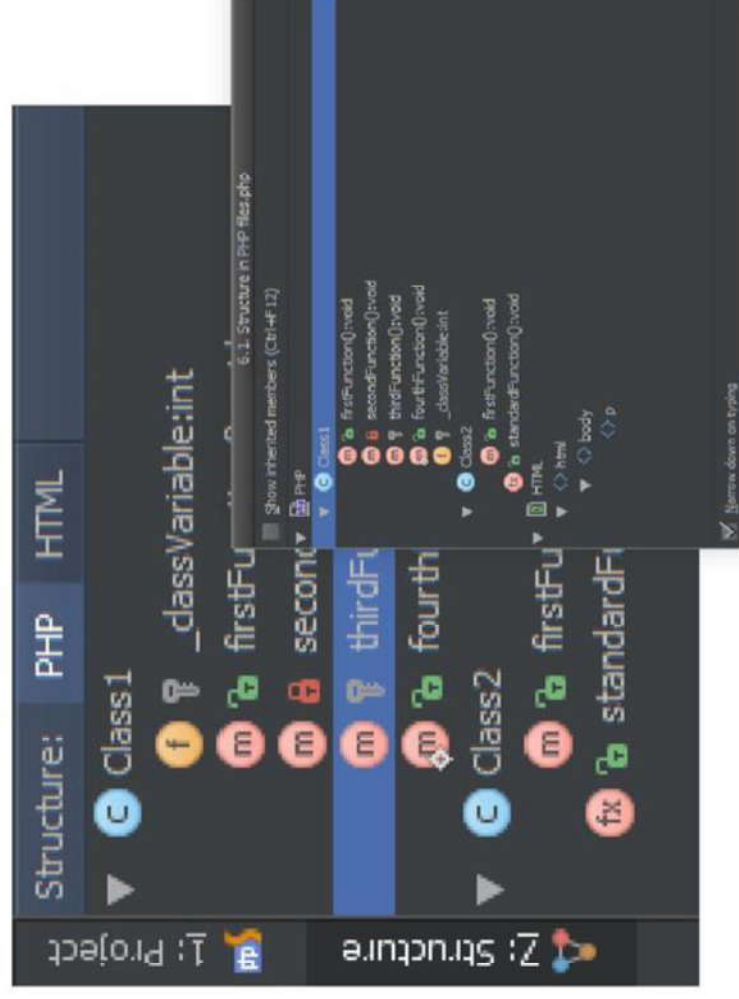 Structure:	PHP	HTML
Class1
_classVariable:int
firstFu
second
thirdFu
fourth
Class2
firstFu
standardF
1: Project
Z: Structure
6.1. Structure in PHP files.php
Show inherited members (Ctrl+F12)
PHP
Class1
firstFunction():void
secondFunction():void
thirdFunction():void
fourthFunction():void
_classVariable:int
Class2
firstFunction():void
standardFunction():void
HTML
html
body
p
Narrow down on typing